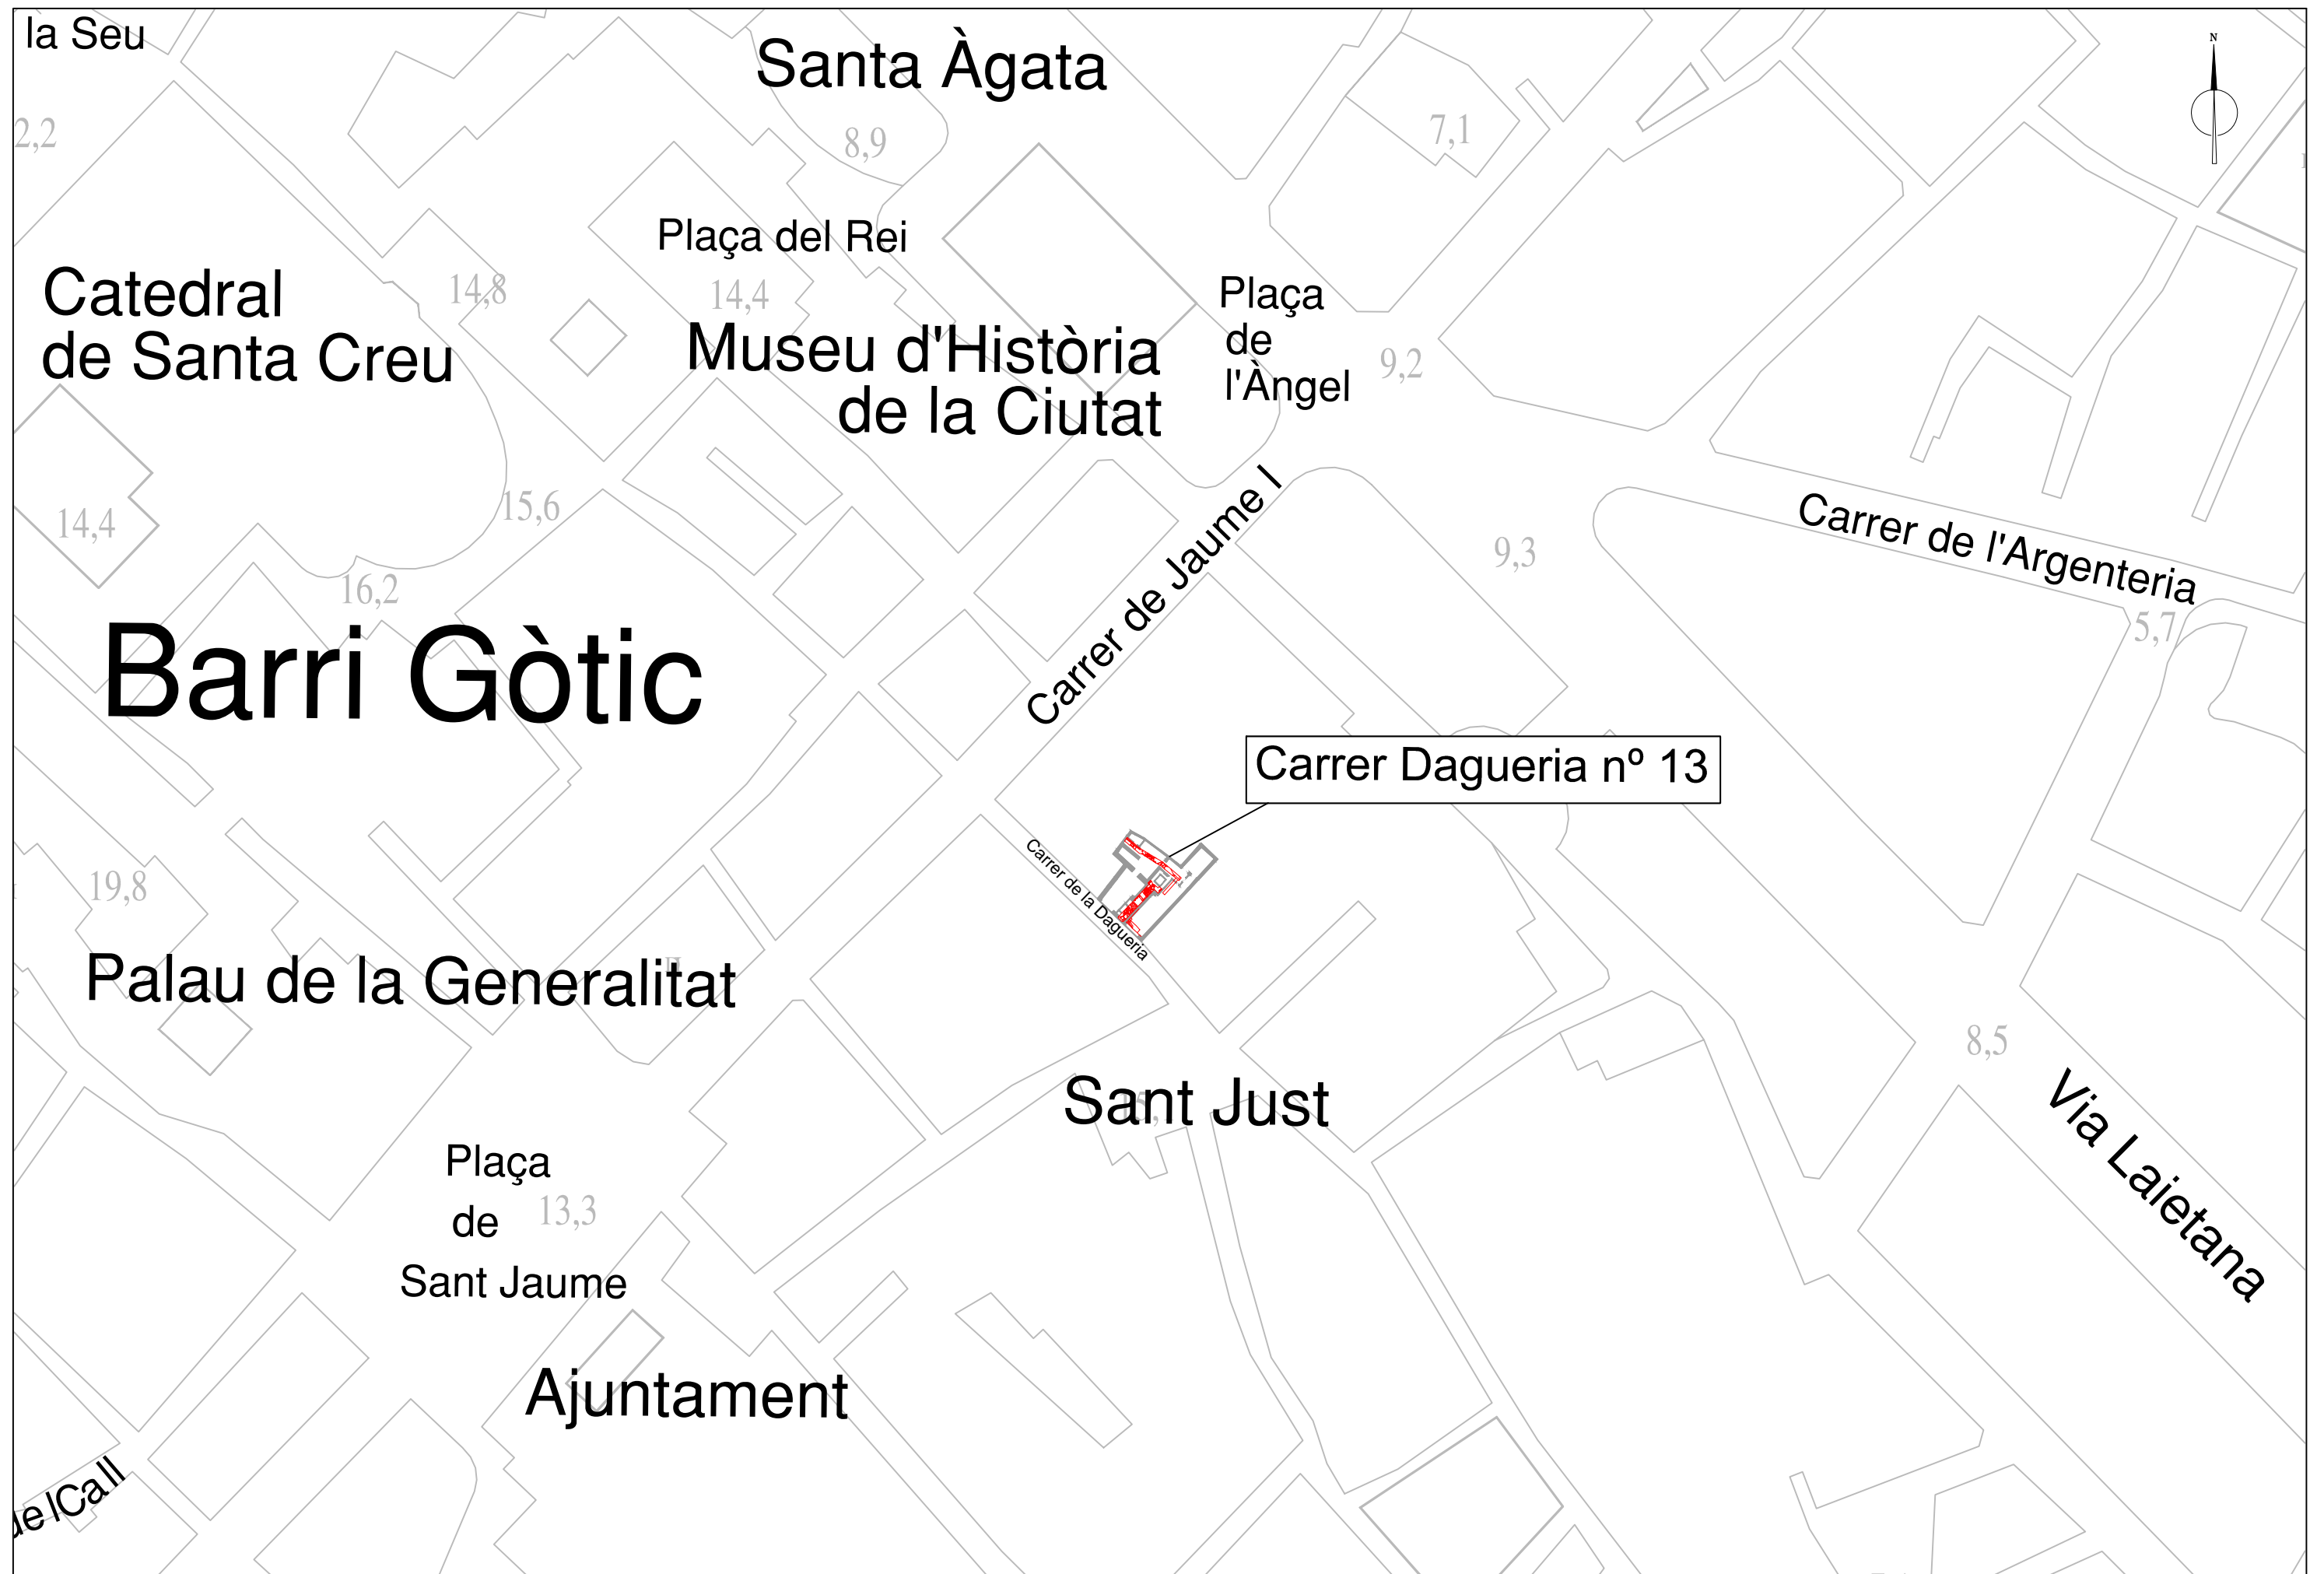 la Seu
Santa Àgata
N
2,2
8,9
7,1
Plaça del Rei
14,8
14,4
Catedral
de Santa Creu
Museu d'Història
de la Ciutat
Plaça
de
l'Àngel
9,2
14,4
15,6
16,2
Carrer de Jaume I
9,3
Carrer de l'Argenteria
5,7
Barri Gòtic
Carrer Dagueria nº 13
Carrer de la Dagueria
19,8
Palau de la Generalitat
8,5
Sant Just
Via Laietana
Plaça
de
Sant Jaume
13,3
Ajuntament
Call